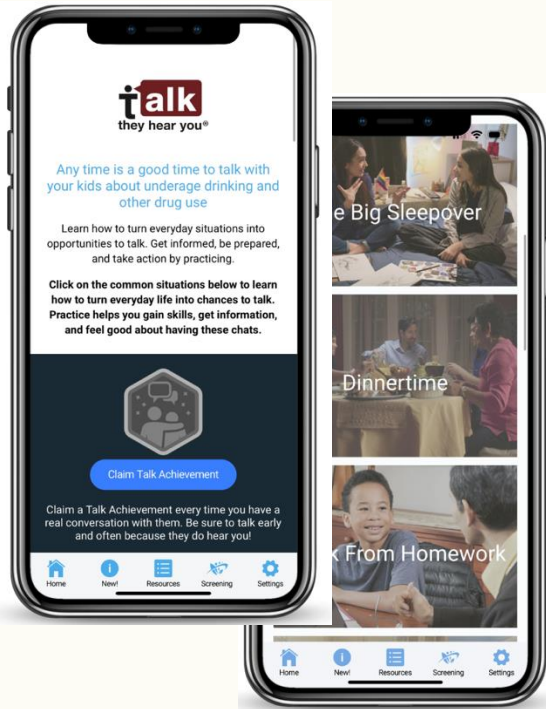 talk
they hear you®
Any time is a good time to talk with
your kids about underage drinking and
other drug use
Learn how to turn everyday situations into
opportunities to talk. Get informed, be prepared,
and take action by practicing.
Click on the common situations below to learn
how to turn everyday life into chances to talk.
Practice helps you gain skills, get information,
and feel good about having these chats.
Claim Talk Achievement
Claim a Talk Achievement every time you have a
real conversation with them. Be sure to talk early
and often because they do hear you!
Home New! Resources Screening Settings
e Big Sleepover
Dinnertime
k From Homework
Home New! Resources Screening Settings